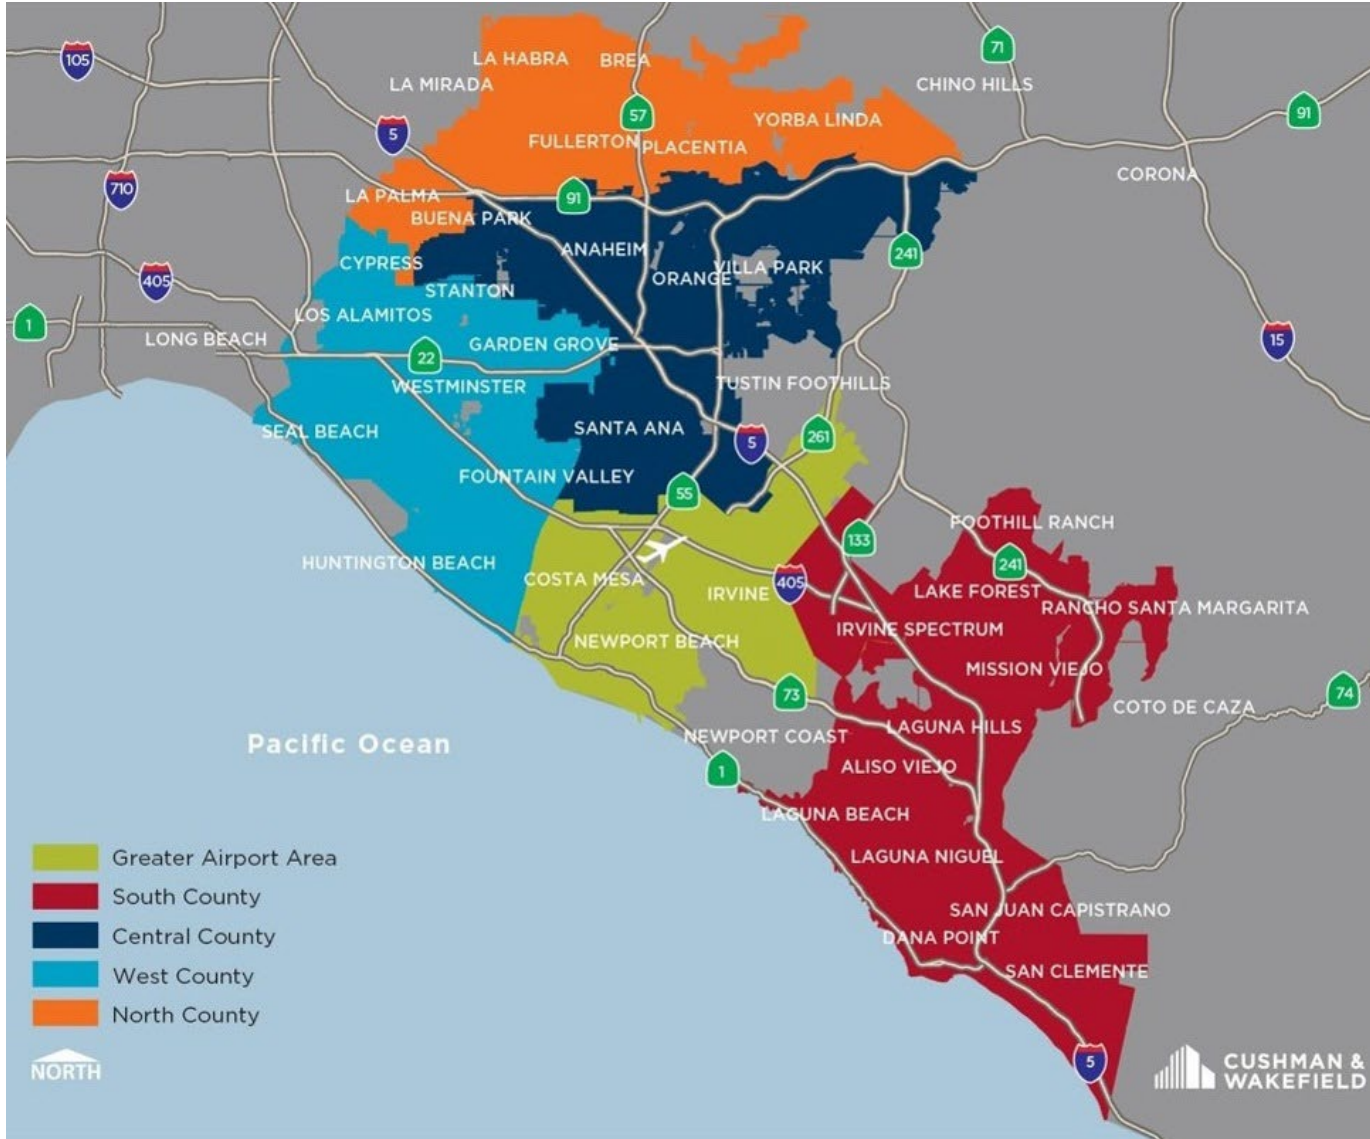 105
71
LA HABRA
BREA
LA MIRADA
CHINO HILLS
5
57
91
YORBA LINDA
FULLERTON
PLACENTIA
CORONA
710
LA PALMA
91
BUENA PARK
ANAHEIM
241
CYPRESS
ORANGE
VILLA PARK
405
STANTON
LOS ALAMITOS
1
LONG BEACH
GARDEN GROVE
15
22
WESTMINSTER
TUSTIN FOOTHILLS
SEAL BEACH
SANTA ANA
5
261
FOUNTAIN VALLEY
55
FOOTHILL RANCH
133
HUNTINGTON BEACH
241
COSTA MESA
IRVINE
405
LAKE FOREST
RANCHO SANTA MARGARITA
IRVINE SPECTRUM
NEWPORT BEACH
MISSION VIEJO
73
74
COTO DE CAZA
LAGUNA HILLS
NEWPORT COAST
Pacific Ocean
1
ALISO VIEJO
LAGUNA BEACH
LAGUNA NIGUEL
SAN JUAN CAPISTRANO
DANA POINT
SAN CLEMENTE
5
Greater Airport Area
South County
Central County
West County
North County
NORTH
CUSHMAN &
WAKEFIELD